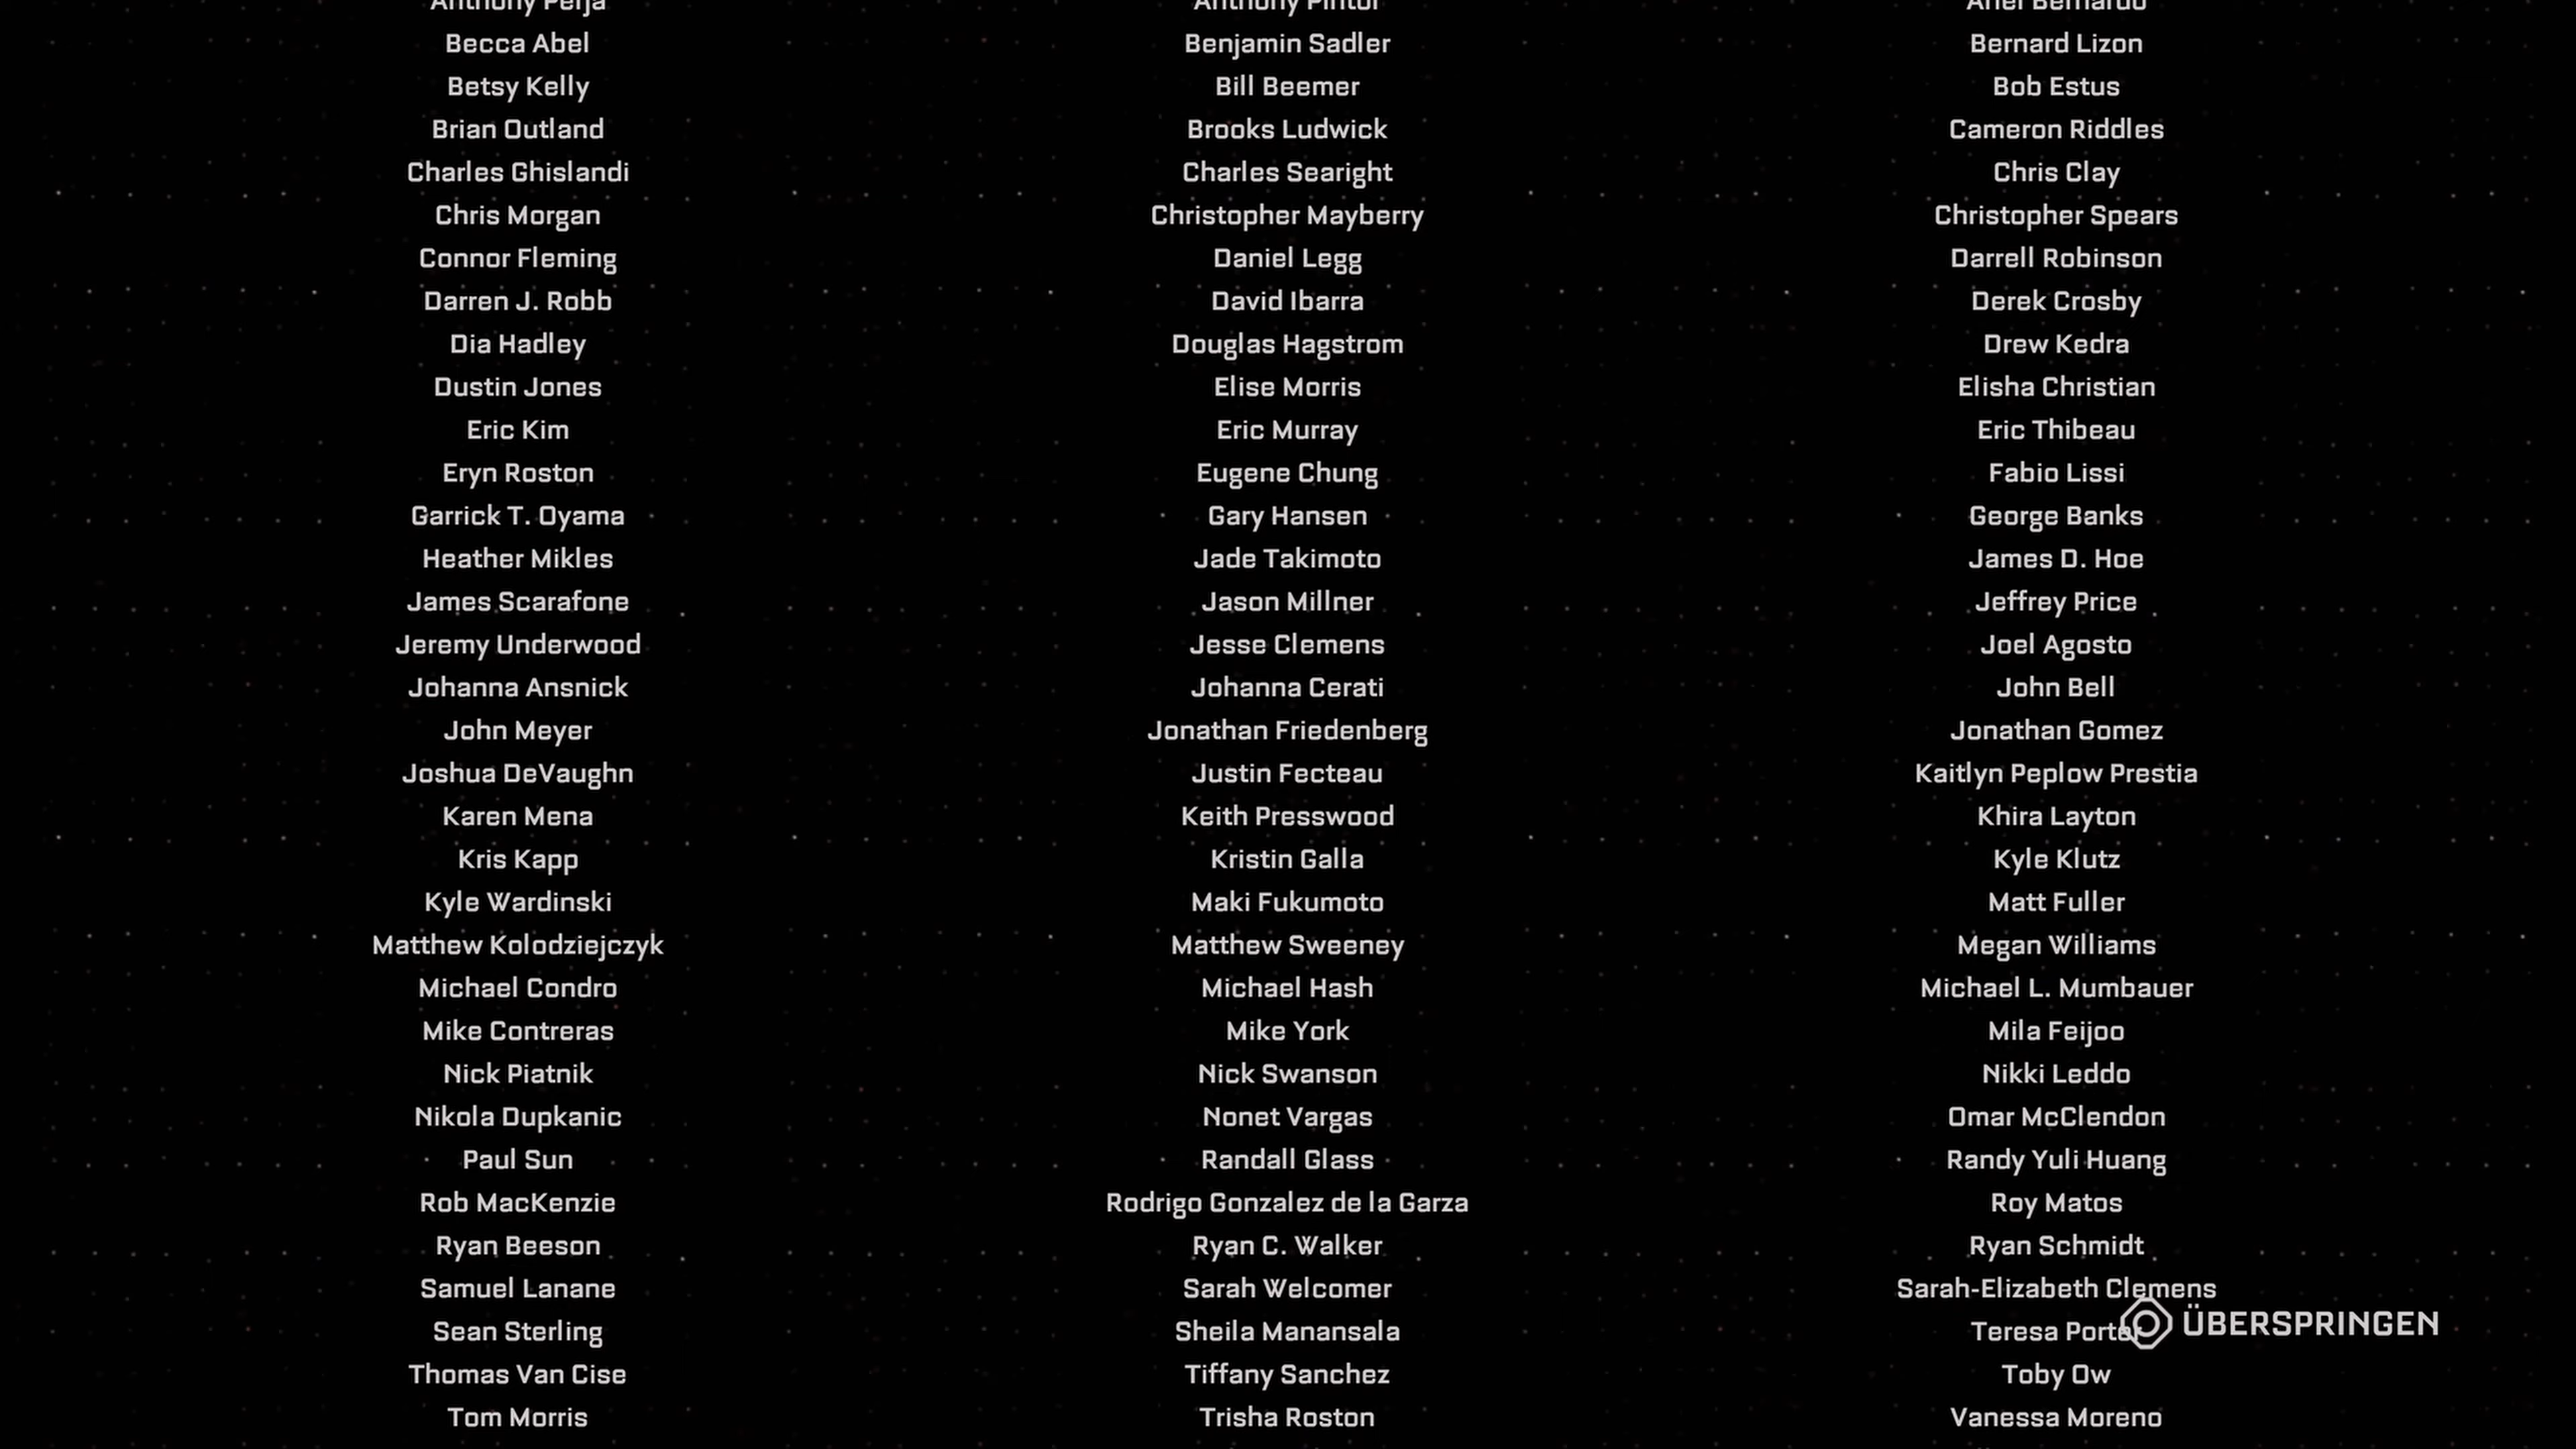 Anthony Perja Anthony Pintor Ariel Bernardo
Becca Abel Benjamin Sadler Bernard Lizon
Betsy Kelly Bill Beemer Bob Estus
Brian Outland Brooks Ludwick Cameron Riddles
Charles Ghislandi Charles Searight Chris Clay
Chris Morgan Christopher Mayberry Christopher Spears
Connor Fleming Daniel Legg Darrell Robinson
Darren J. Robb David Ibarra Derek Crosby
Dia Hadley Douglas Hagstrom Drew Kedra
Dustin Jones Elise Morris Elisha Christian
Eric Kim Eric Murray Eric Thibeau
Eryn Roston Eugene Chung Fabio Lissi
Garrick T. Oyama Gary Hansen George Banks
Heather Mikles Jade Takimoto James D. Hoe
James Scarafone Jason Millner Jeffrey Price
Jeremy Underwood Jesse Clemens Joel Agosto
Johanna Ansnick Johanna Cerati John Bell
John Meyer Jonathan Friedenberg Jonathan Gomez
Joshua DeVaughn Justin Fecteau Kaitlyn Peplow Prestia
Karen Mena Keith Presswood Khira Layton
Kris Kapp Kristin Galla Kyle Klutz
Kyle Wardinski Maki Fukumoto Matt Fuller
Matthew Kolodziejczyk Matthew Sweeney Megan Williams
Michael Condro Michael Hash Michael L. Mumbauer
Mike Contreras Mike York Mila Feijoo
Nick Piatnik Nick Swanson Nikki Leddo
Nikola Dupkanic Nonet Vargas Omar McClendon
Paul Sun Randall Glass Randy Yuli Huang
Rob MacKenzie Rodrigo Gonzalez de la Garza Roy Matos
Ryan Beeson Ryan C. Walker Ryan Schmidt
Samuel Lanane Sarah Welcomer Sarah-Elizabeth Clemens
Sean Sterling Sheila Manansala Teresa Porter
ÜBERSPRINGEN
Thomas Van Cise Tiffany Sanchez Toby Ow
Tom Morris Trisha Roston Vanessa Moreno